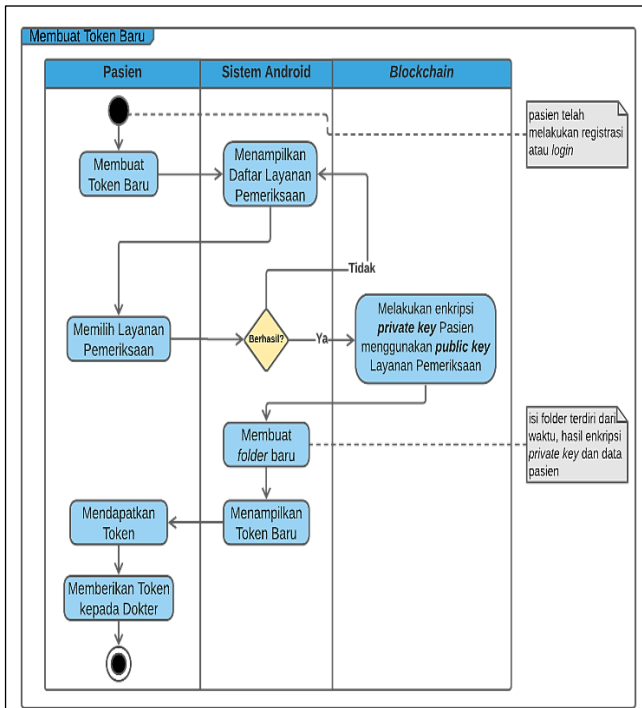 Membuat Token Baru
Pasien
Sistem Android
Blockchain
pasien telah
melakukan registrasi
atau login
Membuat
Token Baru
Menampilkan
Daftar Layanan
Pemeriksaan
Tidak
Memilih Layanan
Pemeriksaan
Berhasil?
Ya
Melakukan enkripsi
private key Pasien
menggunakan public key
Layanan Pemeriksaan
Membuat
folder baru
isi folder terdiri dari
waktu, hasil enkripsi
private key dan data
pasien
Menampilkan
Token Baru
Mendapatkan
Token
Memberikan Token
kepada Dokter